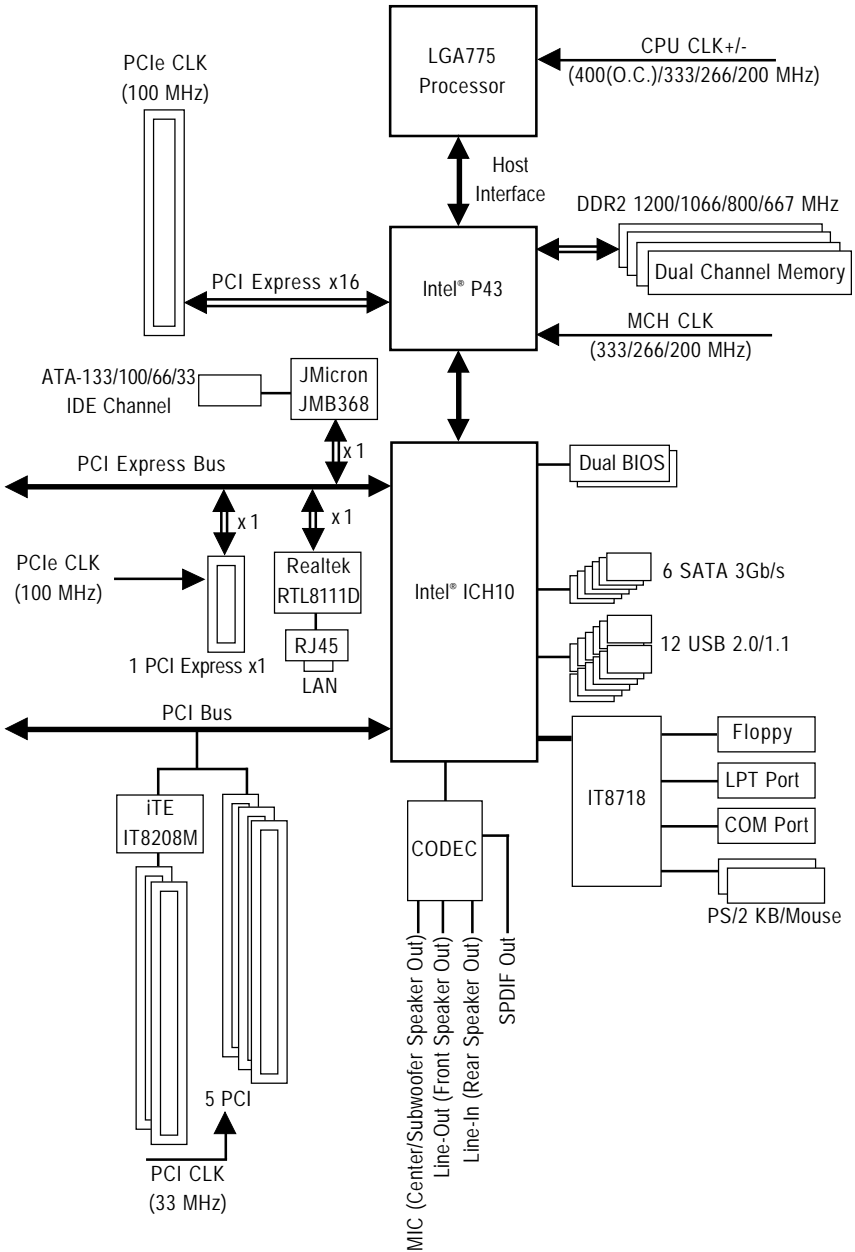 LGA775
Processor
CPU CLK+/-
(400(O.C.)/333/266/200 MHz)
PCIe CLK
(100 MHz)
Host
Interface
DDR2 1200/1066/800/667 MHz
Dual Channel Memory
PCI Express x16
Intel® P43
MCH CLK
(333/266/200 MHz)
ATA-133/100/66/33
IDE Channel
JMicron
JMB368
x 1
PCI Express Bus
Dual BIOS
x 1
x 1
PCIe CLK
(100 MHz)
Realtek
RTL8111D
Intel® ICH10
6 SATA 3Gb/s
RJ45
12 USB 2.0/1.1
1 PCI Express x1
LAN
PCI Bus
Floppy
IT8718
LPT Port
iTE
IT8208M
CODEC
COM Port
PS/2 KB/Mouse
MIC (Center/Subwoofer Speaker Out)
Line-Out (Front Speaker Out)
Line-In (Rear Speaker Out)
SPDIF Out
5 PCI
PCI CLK
(33 MHz)